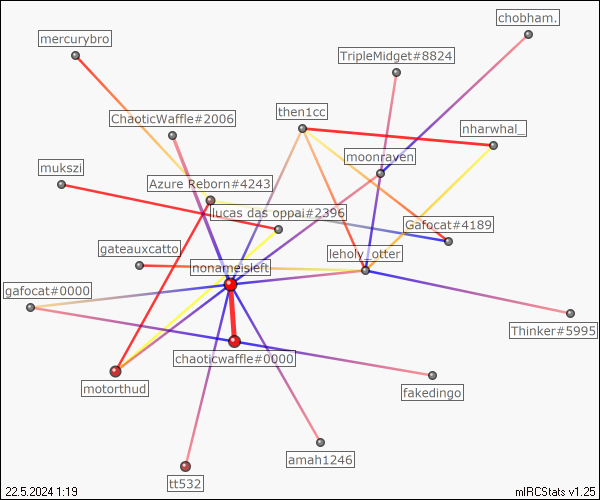 chobham.
mercurybro
TripleMidget#8824
then1cc
ChaoticWaffle#2006
nharwhal_
moonraven
mukszi
Azure Reborn#4243
lucas das oppai#2396
Gafocat#4189
gateauxcatto
leholy_otter
nonameisleft
gafocat#0000
Thinker#5995
chaoticwaffle#0000
motorthud
fakedingo
amah1246
tt532
22.5.2024 1:19
mIRCStats v1.25